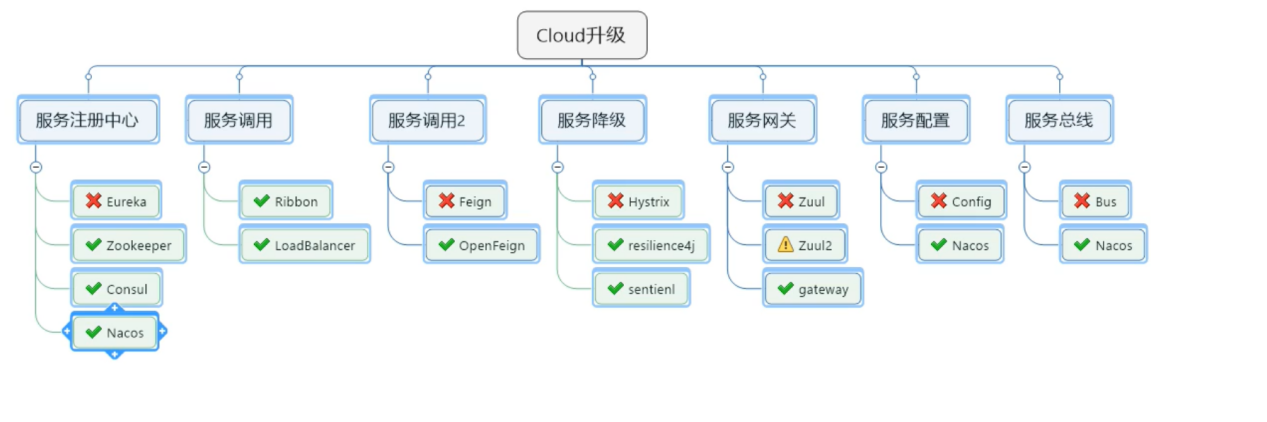 Cloud升级
服务注册中心
服务调用
服务调用2
服务降级
服务网关
服务配置
服务总线
Eureka
Ribbon
Feign
Hystrix
Zuul
Config
Bus
Zookeeper
LoadBalancer
OpenFeign
resilience4j
Zuul2
Nacos
Nacos
Consul
sentienl
gateway
Nacos